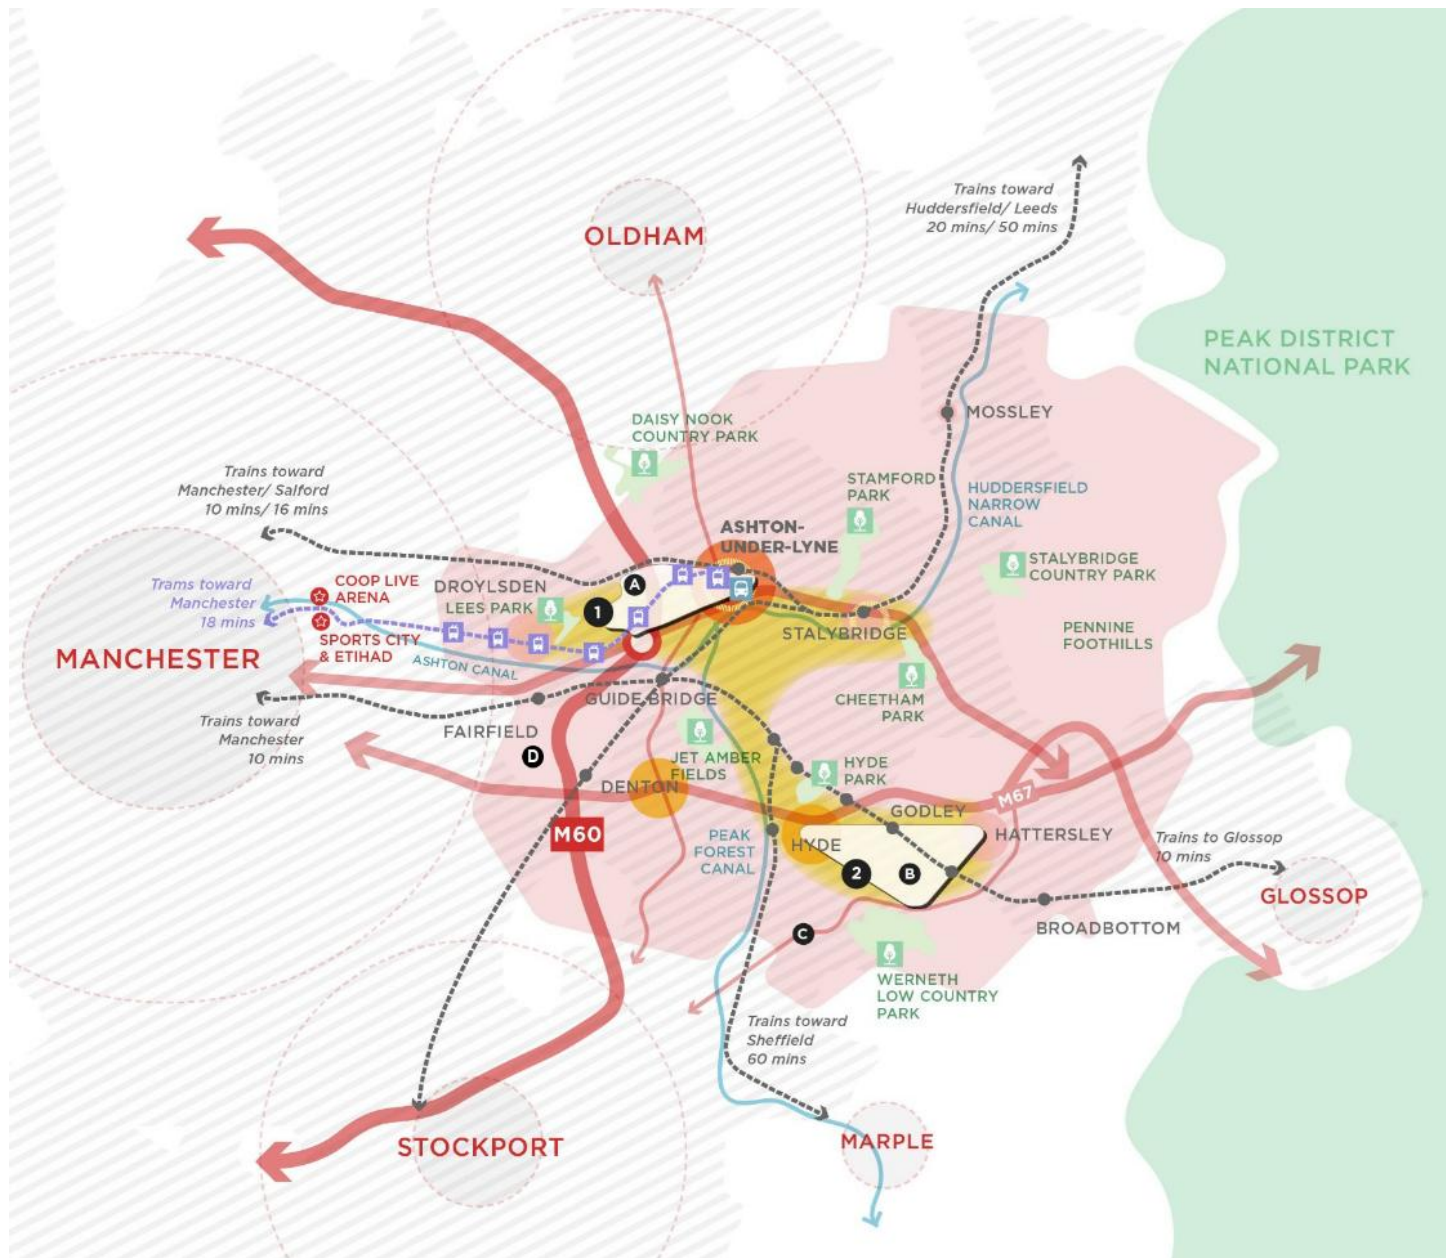 Trains toward
Huddersfield/ Leeds
20 mins/ 50 mins
OLDHAM
PEAK DISTRICT
NATIONAL PARK
MOSSLEY
DAISY NOOK
COUNTRY PARK
Trains toward
Manchester/ Salford
10 mins/ 16 mins
STAMFORD
PARK
HUDDERSFIELD
NARROW
CANAL
ASHTON-
UNDER-LYNE
STALYBRIDGE
COUNTRY PARK
Trams toward
Manchester
18 mins
COOP LIVE
ARENA
DROYLSDEN
LEES PARK
A
1
SPORTS CITY
& ETIHAD
STALYBRIDGE
PENNINE
FOOTHILLS
MANCHESTER
ASHTON CANAL
GUIDE BRIDGE
CHEETHAM
PARK
Trains toward
Manchester
10 mins
FAIRFIELD
D
JET AMBER
FIELDS
HYDE
PARK
DENTON
M67
GODLEY
M60
PEAK
FOREST
CANAL
HYDE
HATTERSLEY
Trains to Glossop
10 mins
2
B
GLOSSOP
C
BROADBOTTOM
WERNETH
LOW COUNTRY
PARK
Trains toward
Sheffield
60 mins
STOCKPORT
MARPLE